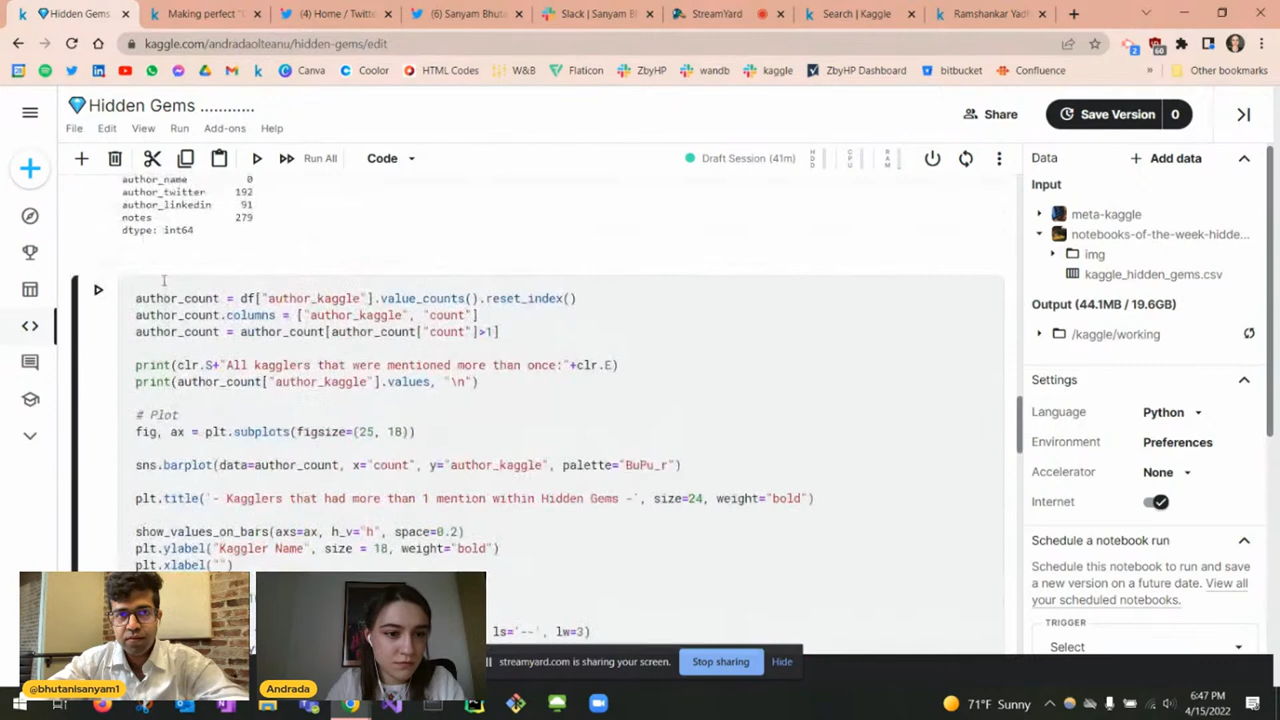 Hidden Gems
Making perfect "L
(4) Home / Twitte
(6) Sanyam Bhuta
Slack | Sanyam B
StreamYard
Search | Kaggle
Ramshankar Yad
kaggle.com/andradaolteanu/hidden-gems/edit
Canva
Coolor
HTML Codes
W&B
Flaticon
ZbyHP
wandb
kaggle
ZbyHP Dashboard
bitbucket
Confluence
»
Other bookmarks
Hidden Gems ............
File Edit View Run Add-ons Help
Share
Save Version 0
Run All
Code
Draft Session (41m)
HDD
CPU
RAM
author_name 0
author_twitter 192
author_linkedin 91
notes 279
dtype: int64
author_count = df["author_kaggle"].value_counts().reset_index()
author_count.columns = ["author_kaggle", "count"]
author_count = author_count[author_count["count"]>1]
print(clr.S+"All kagglers that were mentioned more than once:"+clr.E)
print(author_count["author_kaggle"].values, "\n")
# Plot
fig, ax = plt.subplots(figsize=(25, 18))
sns.barplot(data=author_count, x="count", y="author_kaggle", palette="BuPu_r")
plt.title('- Kagglers that had more than 1 mention within Hidden Gems -', size=24, weight="bold")
show_values_on_bars(axs=ax, h_v="h", space=0.2)
plt.ylabel("Kaggler Name", size = 18, weight="bold")
plt.xlabel("")
ls='--', lw=3)
Data
Add data
Input
meta-kaggle
notebooks-of-the-week-hidde...
img
kaggle_hidden_gems.csv
Output (44.1MB / 19.6GB)
/kaggle/working
Settings
Language Python
Environment Preferences
Accelerator None
Internet
Schedule a notebook run
Schedule this notebook to run and save
a new version on a future date. View all
your scheduled notebooks.
TRIGGER
Select
streamyard.com is sharing your screen.
Stop sharing
Hide
@bhutanisanyam1
Andrada
71°F Sunny
6:47 PM
4/15/2022